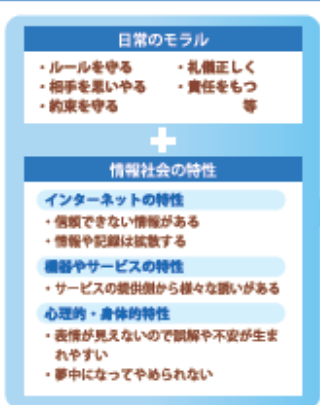 日常のモラル
・ルールを守る ・礼儀正しく
・相手を思いやる ・責任をもつ
・約束を守る 等
+
情報社会の特性
インターネットの特性
・信頼できない情報がある
・情報や記録は拡散する
機器やサービスの特性
・サービスの提供側から様々な誘いがある
心理的・身体的特性
・表情が見えないので誤解や不安が生ま
れやすい
・夢中になってやめられない